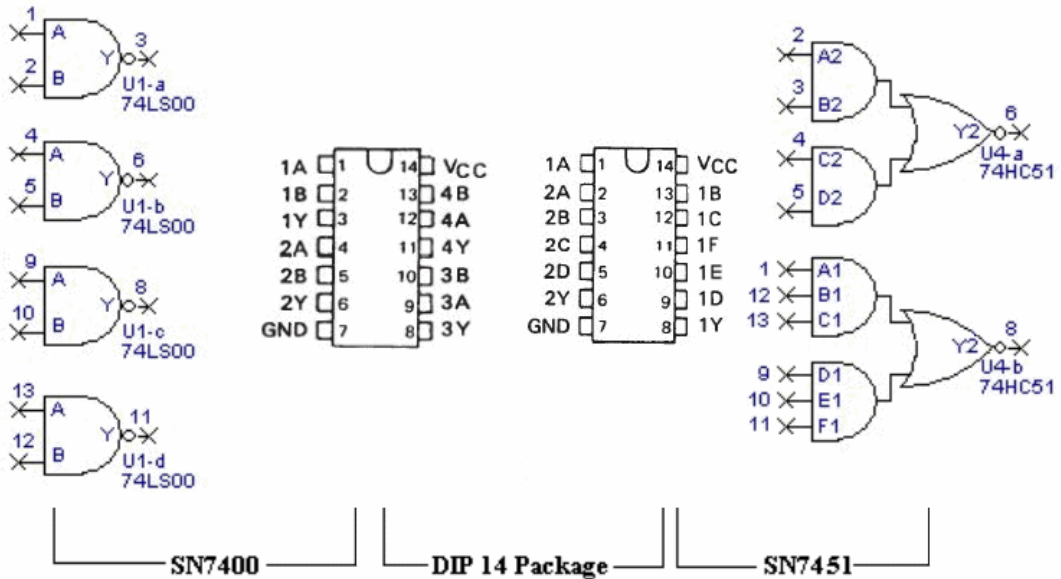 1
A
Y
3
2
B
U1-a
74LS00
4
A
Y
6
5
B
U1-b
74LS00
9
A
Y
8
10
B
U1-c
74LS00
13
A
Y
11
12
B
U1-d
74LS00
1A 1 14 VCC
1B 2 13 4B
1Y 3 12 4A
2A 4 11 4Y
2B 5 10 3B
2Y 6 9 3A
GND 7 8 3Y
1A 1 14 VCC
2A 2 13 1B
2B 3 12 1C
2C 4 11 1F
2D 5 10 1E
2Y 6 9 1D
GND 7 8 1Y
2 A2
3 B2
4 C2
5 D2
Y2 6
U4-a
74HC51
1 A1
12 B1
13 C1
9 D1
10 E1
11 F1
Y2 8
U4-b
74HC51
SN7400 DIP 14 Package SN7451